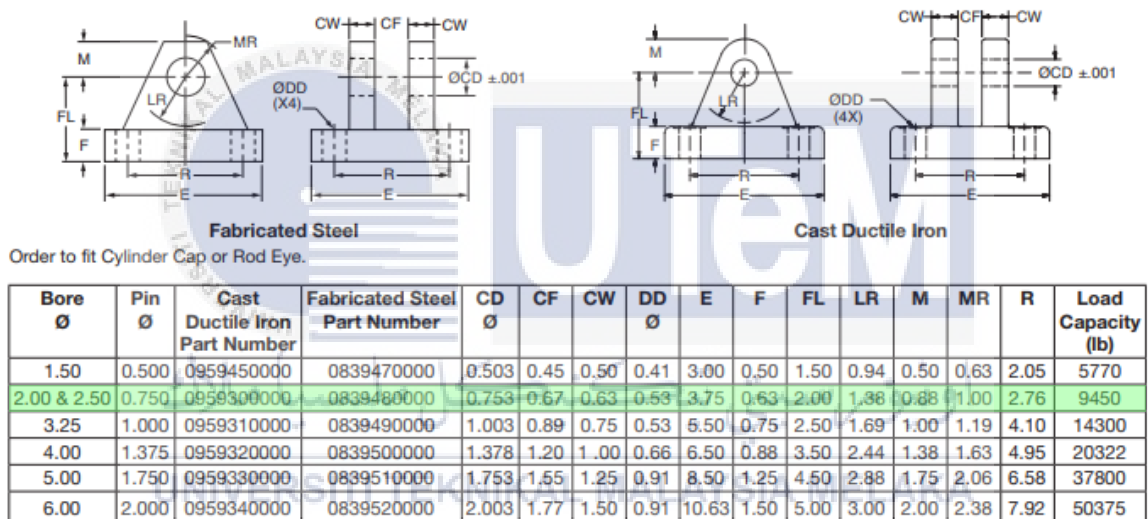 CW CF CW
M MR
ØCD ±.001
ØDD
(X4)
LR
FL
F
R R
E E
Fabricated Steel
CW CF CW
M
ØCD ±.001
ØDD
(4X)
LR
FL
F
R R
E E
Cast Ductile Iron
Order to fit Cylinder Cap or Rod Eye.
UTeM
Bore Ø Pin Ø Cast Ductile Iron Part Number Fabricated Steel Part Number CD Ø CF CW DD Ø E F FL LR M MR R Load Capacity (lb)
1.50 0.500 0959450000 0839470000 0.503 0.45 0.50 0.41 3.00 0.50 1.50 0.94 0.50 0.63 2.05 5770
2.00 & 2.50 0.750 0959300000 0839480000 0.753 0.67 0.63 0.53 3.75 0.63 2.00 1.38 0.88 1.00 2.76 9450
3.25 1.000 0959310000 0839490000 1.003 0.89 0.75 0.53 5.50 0.75 2.50 1.69 1.00 1.19 4.10 14300
4.00 1.375 0959320000 0839500000 1.378 1.20 1.00 0.66 6.50 0.88 3.50 2.44 1.38 1.63 4.95 20322
5.00 1.750 0959330000 0839510000 1.753 1.55 1.25 0.91 8.50 1.25 4.50 2.88 1.75 2.06 6.58 37800
6.00 2.000 0959340000 0839520000 2.003 1.77 1.50 0.91 10.63 1.50 5.00 3.00 2.00 2.38 7.92 50375
UNIVERSITI TEKNIKAL MALAYSIA MELAKA